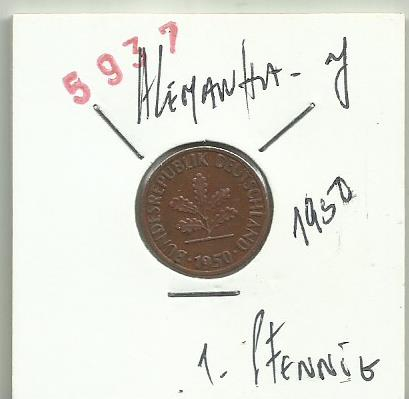 5937
ALEMANHA - J
BUNDESREPUBLIK DEUTSCHLAND
· 1950 ·
1950
1. PFENNIG